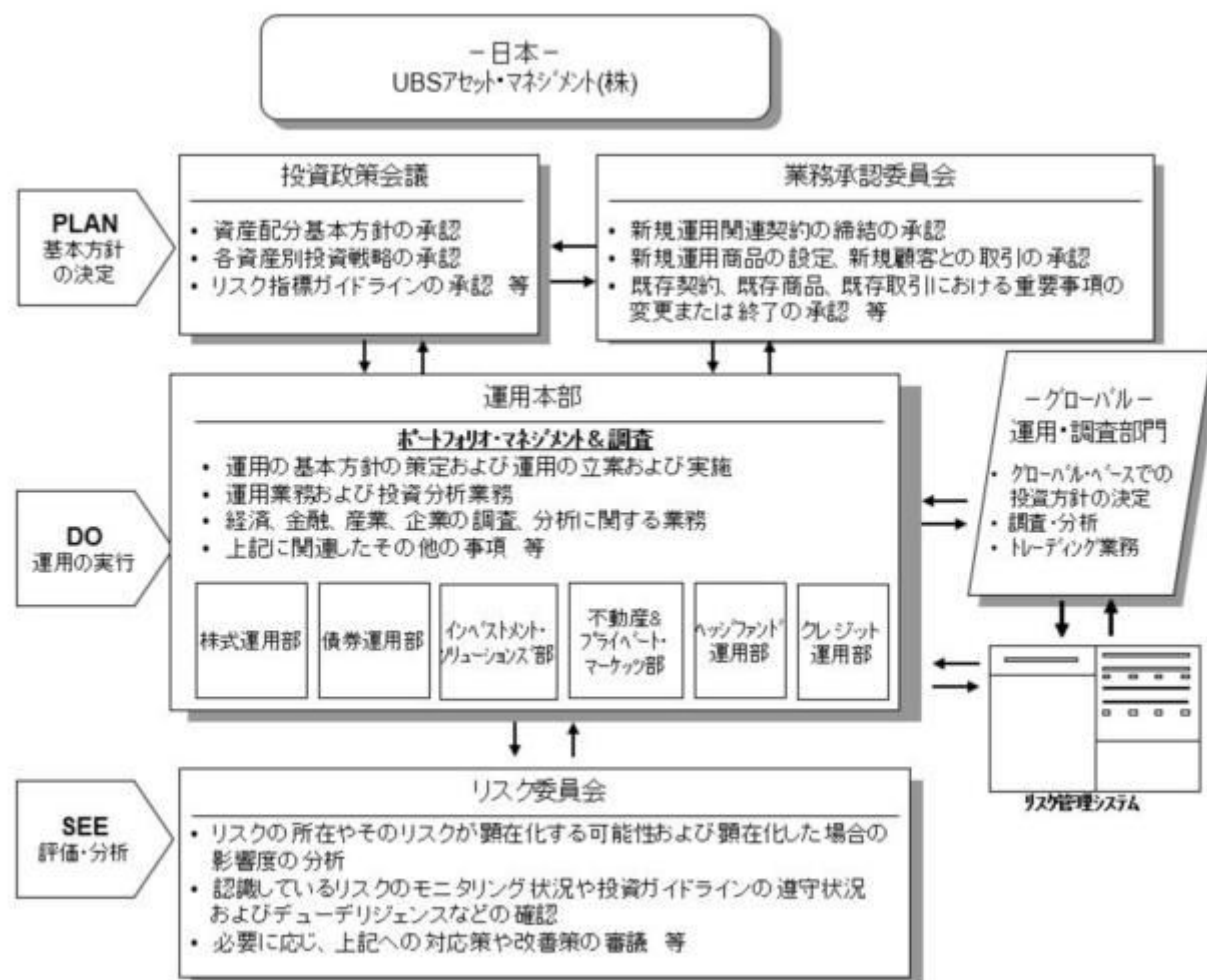 －日本－
UBSアセット・マネジメント(株)
PLAN
基本方針
の決定
投資政策会議
・ 資産配分基本方針の承認
・ 各資産別投資戦略の承認
・ リスク指標ガイドラインの承認 等
業務承認委員会
・ 新規運用関連契約の締結の承認
・ 新規運用商品の設定、新規顧客との取引の承認
・ 既存契約、既存商品、既存取引における重要事項の
変更または終了の承認 等
DO
運用の実行
運用本部
ポートフォリオ・マネジメント＆調査
・ 運用の基本方針の策定および運用の立案および実施
・ 運用業務および投資分析業務
・ 経済、金融、産業、企業の調査、分析に関する業務
・ 上記に関連したその他の事項 等
株式運用部
債券運用部
インベストメント・
ソリューションズ部
不動産&
プライベート・
マーケッツ部
ヘッジファンド
運用部
クレジット
運用部
－グローバル－
運用・調査部門
・ グローバル・ベースでの
投資方針の決定
・ 調査・分析
・ トレーディング業務
リスク管理システム
SEE
評価・分析
リスク委員会
・ リスクの所在やそのリスクが顕在化する可能性および顕在化した場合の
影響度の分析
・ 認識しているリスクのモニタリング状況や投資ガイドラインの遵守状況
およびデューデリジェンスなどの確認
・ 必要に応じ、上記への対応策や改善策の審議 等